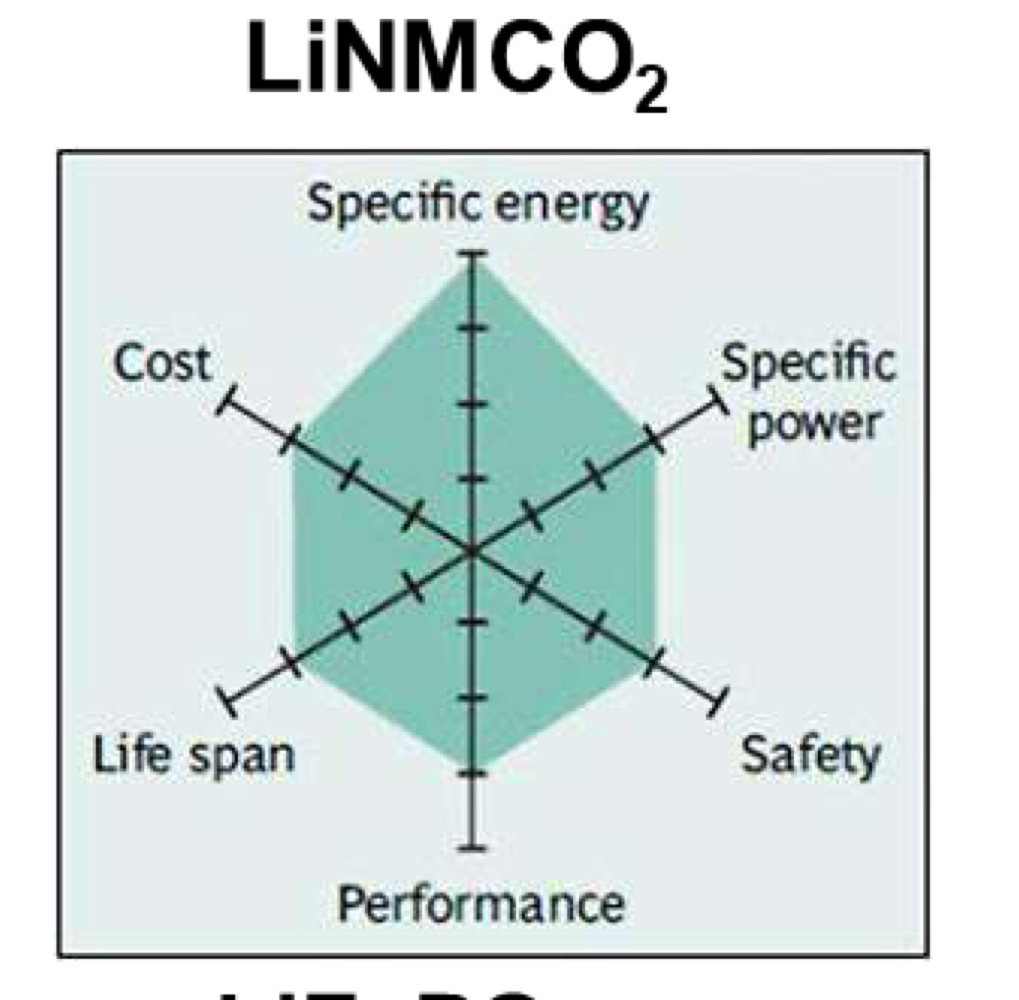 LiNMCO₂
Specific energy
Cost
Specific
power
Life span
Safety
Performance